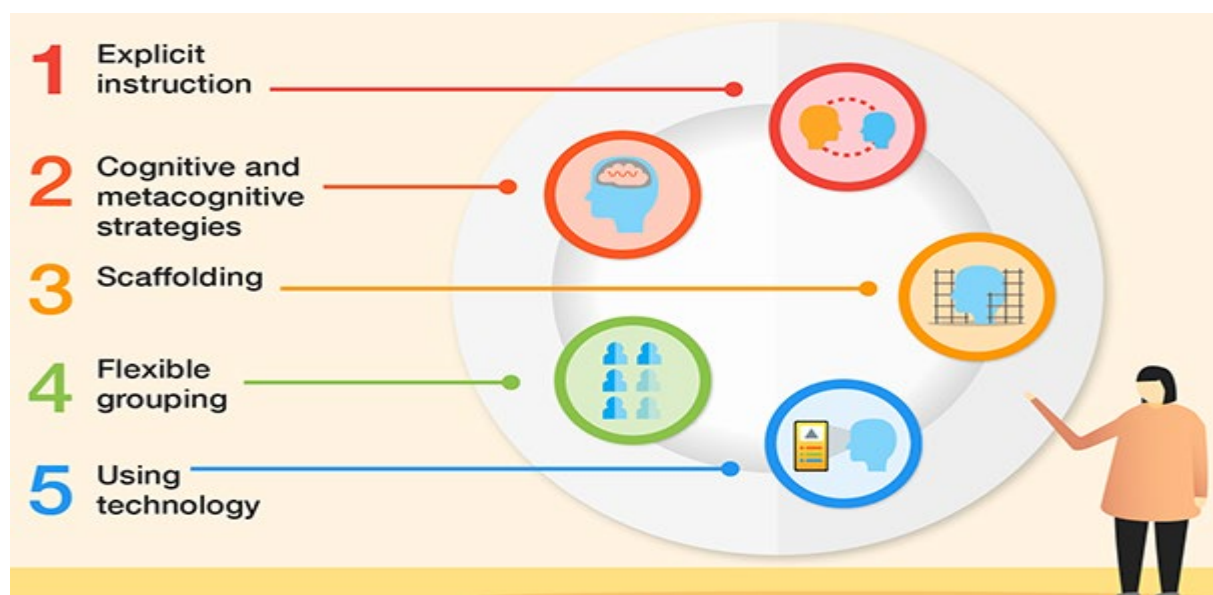 1 Explicit
instruction
2 Cognitive and
metacognitive
strategies
3 Scaffolding
4 Flexible
grouping
5 Using
technology